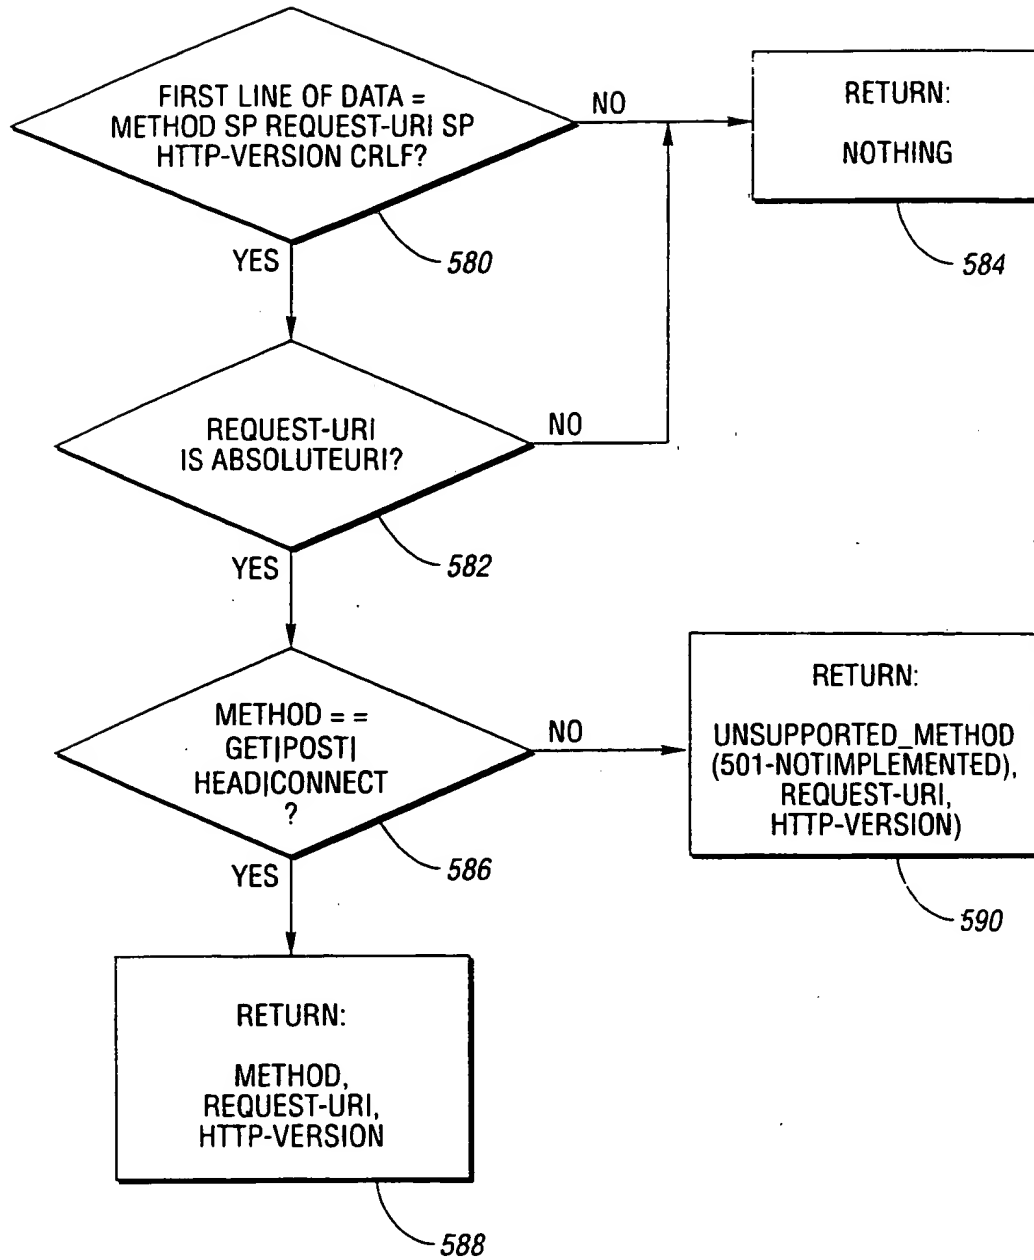 FIRST LINE OF DATA =
METHOD SP REQUEST-URI SP
HTTP-VERSION CRLF?
NO
RETURN:
NOTHING
YES
580
584
REQUEST-URI
IS ABSOLUTEURI?
NO
YES
582
METHOD = =
GET|POST|
HEAD|CONNECT
?
NO
RETURN:
UNSUPPORTED_METHOD
(501-NOTIMPLEMENTED),
REQUEST-URI,
HTTP-VERSION)
YES
586
590
RETURN:
METHOD,
REQUEST-URI,
HTTP-VERSION
588